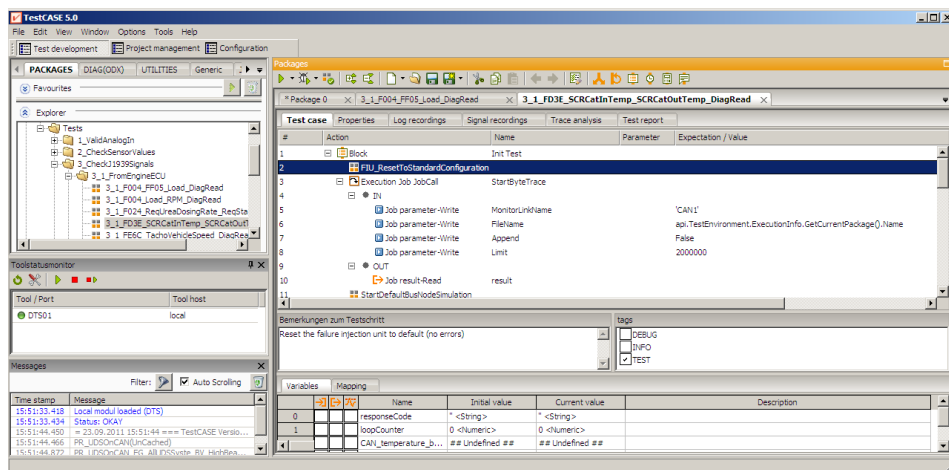 TestCASE 5.0
File Edit View Window Options Tools Help
Test development Project management Configuration
PACKAGES DIAG(ODX) UTILITIES Generic
Favourites
Explorer
Tests
1_ValidAnalogIn
2_CheckSensorValues
3_CheckJ1939Signals
3_1_FromEngineECU
3_1_F004_FF05_Load_DiagRead
3_1_F004_Load_RPM_DiagRead
3_1_F024_ReqUreaDosingRate_ReqSta
3_1_FD3E_SCRCatInTemp_SCRCatOutT
3_1_FE6C_TachoVehicleSpeed_DiagRea
Toolstatusmonitor
Tool / Port Tool host
DTS01 local
Messages
Filter: Auto Scrolling
Time stamp Message
15:51:33.418 Local modul loaded (DTS)
15:51:33.434 Status: OKAY
15:51:44.450 = 23.09.2011 15:51:44 === TestCASE Versio...
15:51:44.466 PR_UDSOnCAN(UnCached)
15:51:44.872 PR_UDSOnCAN_FG_AllUDSSyste_BV_HighBea...
Packages
*Package 0 3_1_F004_FF05_Load_DiagRead 3_1_FD3E_SCRCatInTemp_SCRCatOutTemp_DiagRead
Test case Properties Log recordings Signal recordings Trace analysis Test report
# Action Name Parameter Expectation / Value
1 Block Init Test
2 FIU_ResetToStandardConfiguration
3 Execution Job JobCall StartByteTrace
4 IN
5 Job parameter-Write MonitorLinkName 'CAN1'
6 Job parameter-Write FileName api.TestEnvironment.ExecutionInfo.GetCurrentPackage().Name
7 Job parameter-Write Append False
8 Job parameter-Write Limit 2000000
9 OUT
10 Job result-Read result
11 StartDefaultBusNodeSimulation
Bemerkungen zum Testschritt
Reset the failure injection unit to default (no errors)
tags
DEBUG
INFO
TEST
Variables Mapping
Name Initial value Current value Description
0 responseCode '' <String> '' <String>
1 loopCounter 0 <Numeric> 0 <Numeric>
CAN_temperature_b... ## Undefined ## ## Undefined ##